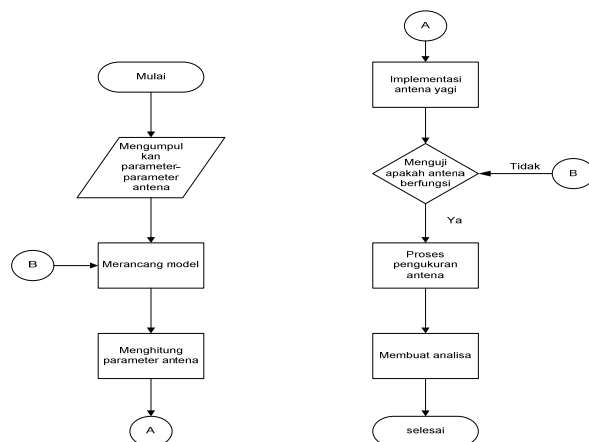 Mulai
Mengumpul
kan
parameter-
parameter
antena
B
Merancang model
Menghitung
parameter antena
A
A
Implementasi
antena yagi
Menguji
apakah antena
berfungsi
Tidak
B
Ya
Proses
pengukuran
antena
Membuat analisa
selesai